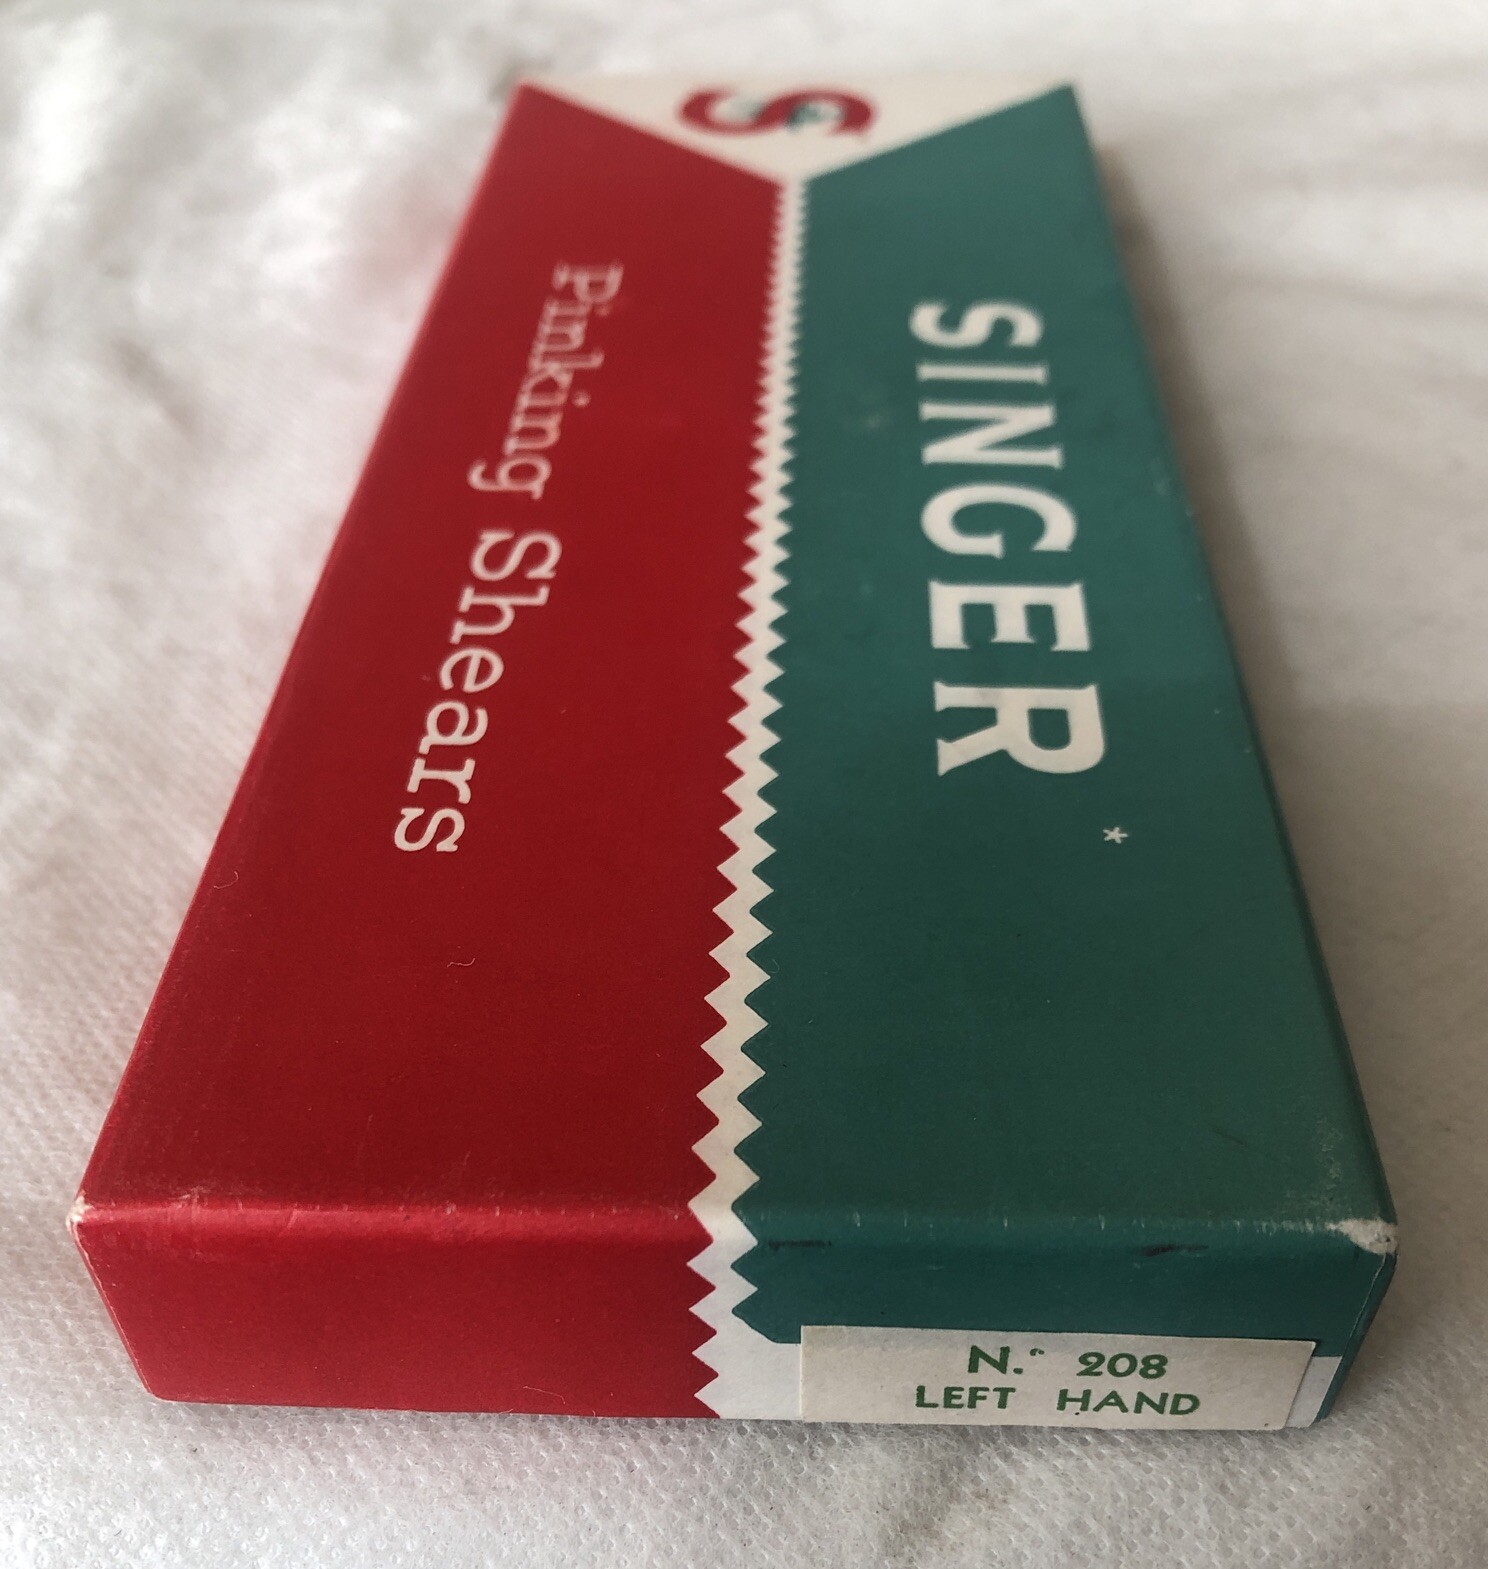 S
SINGER *
Pinking Shears
N.º 208
LEFT HAND